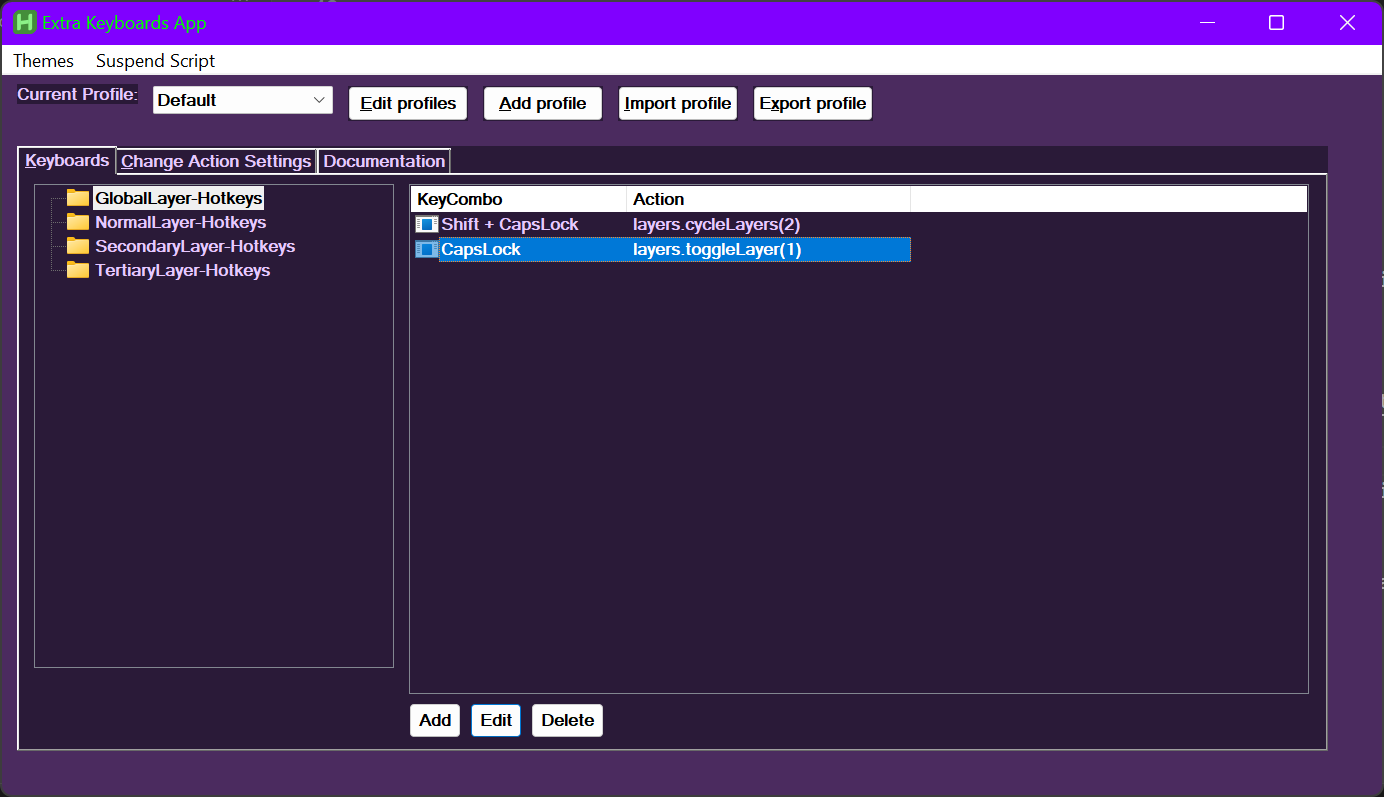 Extra Keyboards App
Themes Suspend Script
Current Profile: Default Edit profiles Add profile Import profile Export profile
Keyboards Change Action Settings Documentation
GlobalLayer-Hotkeys
NormalLayer-Hotkeys
SecondaryLayer-Hotkeys
TertiaryLayer-Hotkeys
KeyCombo Action
Shift + CapsLock layers.cycleLayers(2)
CapsLock layers.toggleLayer(1)
Add Edit Delete